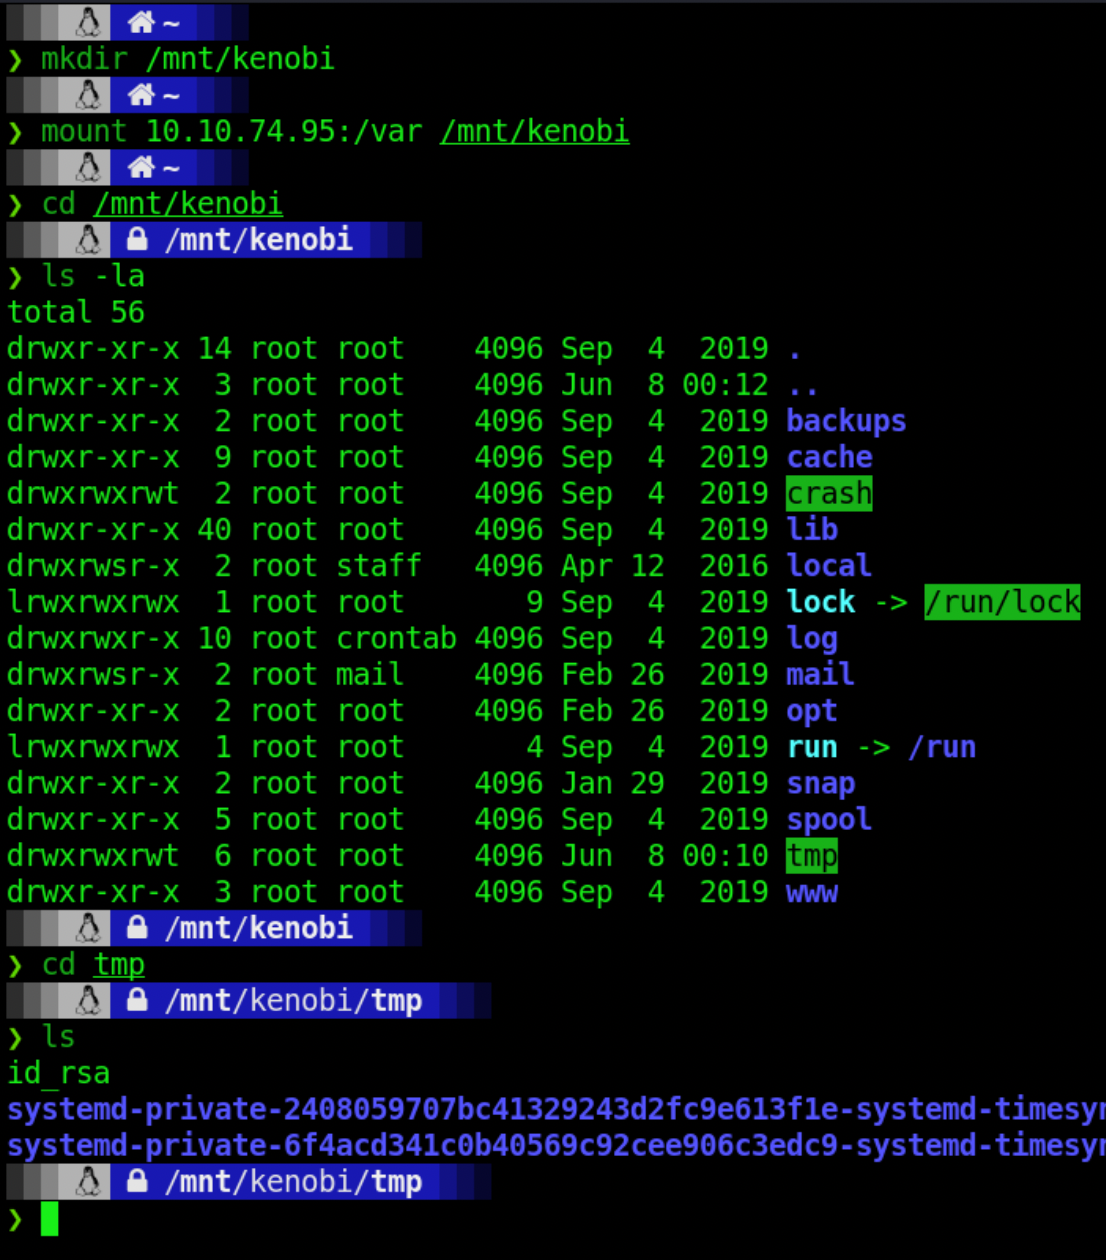 ~
❯ mkdir /mnt/kenobi
~
❯ mount 10.10.74.95:/var /mnt/kenobi
~
❯ cd /mnt/kenobi
/mnt/kenobi
❯ ls -la
total 56
drwxr-xr-x 14 root root    4096 Sep  4  2019 .
drwxr-xr-x  3 root root    4096 Jun  8 00:12 ..
drwxr-xr-x  2 root root    4096 Sep  4  2019 backups
drwxr-xr-x  9 root root    4096 Sep  4  2019 cache
drwxrwxrwt  2 root root    4096 Sep  4  2019 crash
drwxr-xr-x 40 root root    4096 Sep  4  2019 lib
drwxrwsr-x  2 root staff   4096 Apr 12  2016 local
lrwxrwxrwx  1 root root       9 Sep  4  2019 lock -> /run/lock
drwxrwxr-x 10 root crontab 4096 Sep  4  2019 log
drwxrwsr-x  2 root mail    4096 Feb 26  2019 mail
drwxr-xr-x  2 root root    4096 Feb 26  2019 opt
lrwxrwxrwx  1 root root       4 Sep  4  2019 run -> /run
drwxr-xr-x  2 root root    4096 Jan 29  2019 snap
drwxr-xr-x  5 root root    4096 Sep  4  2019 spool
drwxrwxrwt  6 root root    4096 Jun  8 00:10 tmp
drwxr-xr-x  3 root root    4096 Sep  4  2019 www
/mnt/kenobi
❯ cd tmp
/mnt/kenobi/tmp
❯ ls
id_rsa
systemd-private-2408059707bc41329243d2fc9e613f1e-systemd-timesyn
systemd-private-6f4acd341c0b40569c92cee906c3edc9-systemd-timesyn
/mnt/kenobi/tmp
❯